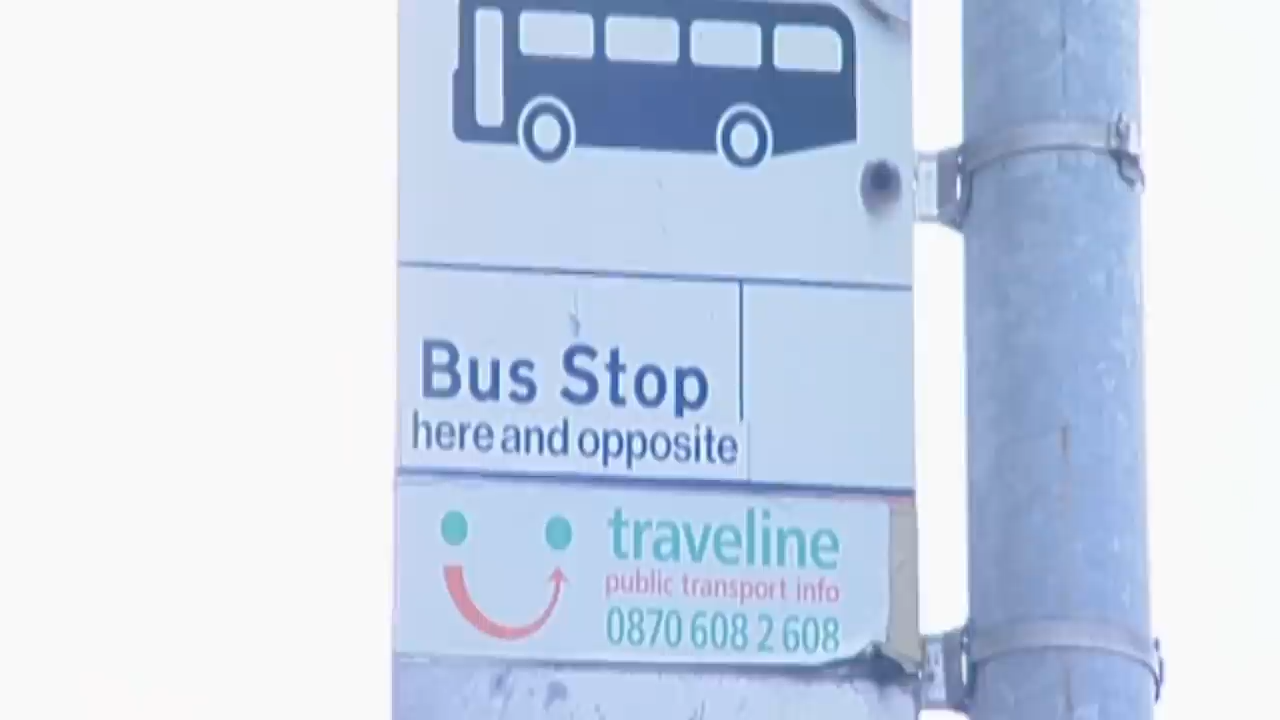 Bus Stop
here and opposite
traveline
public transport info
0870 608 2 608